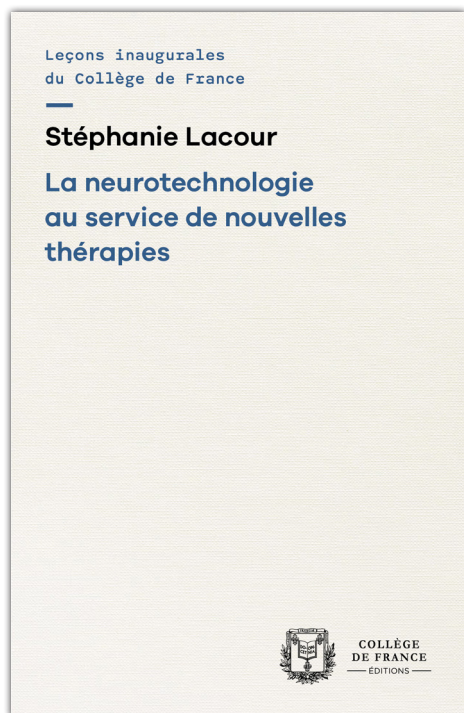 Leçons inaugurales
du Collège de France
Stéphanie Lacour
La neurotechnologie
au service de nouvelles
thérapies
COLLÈGE
DE FRANCE
ÉDITIONS